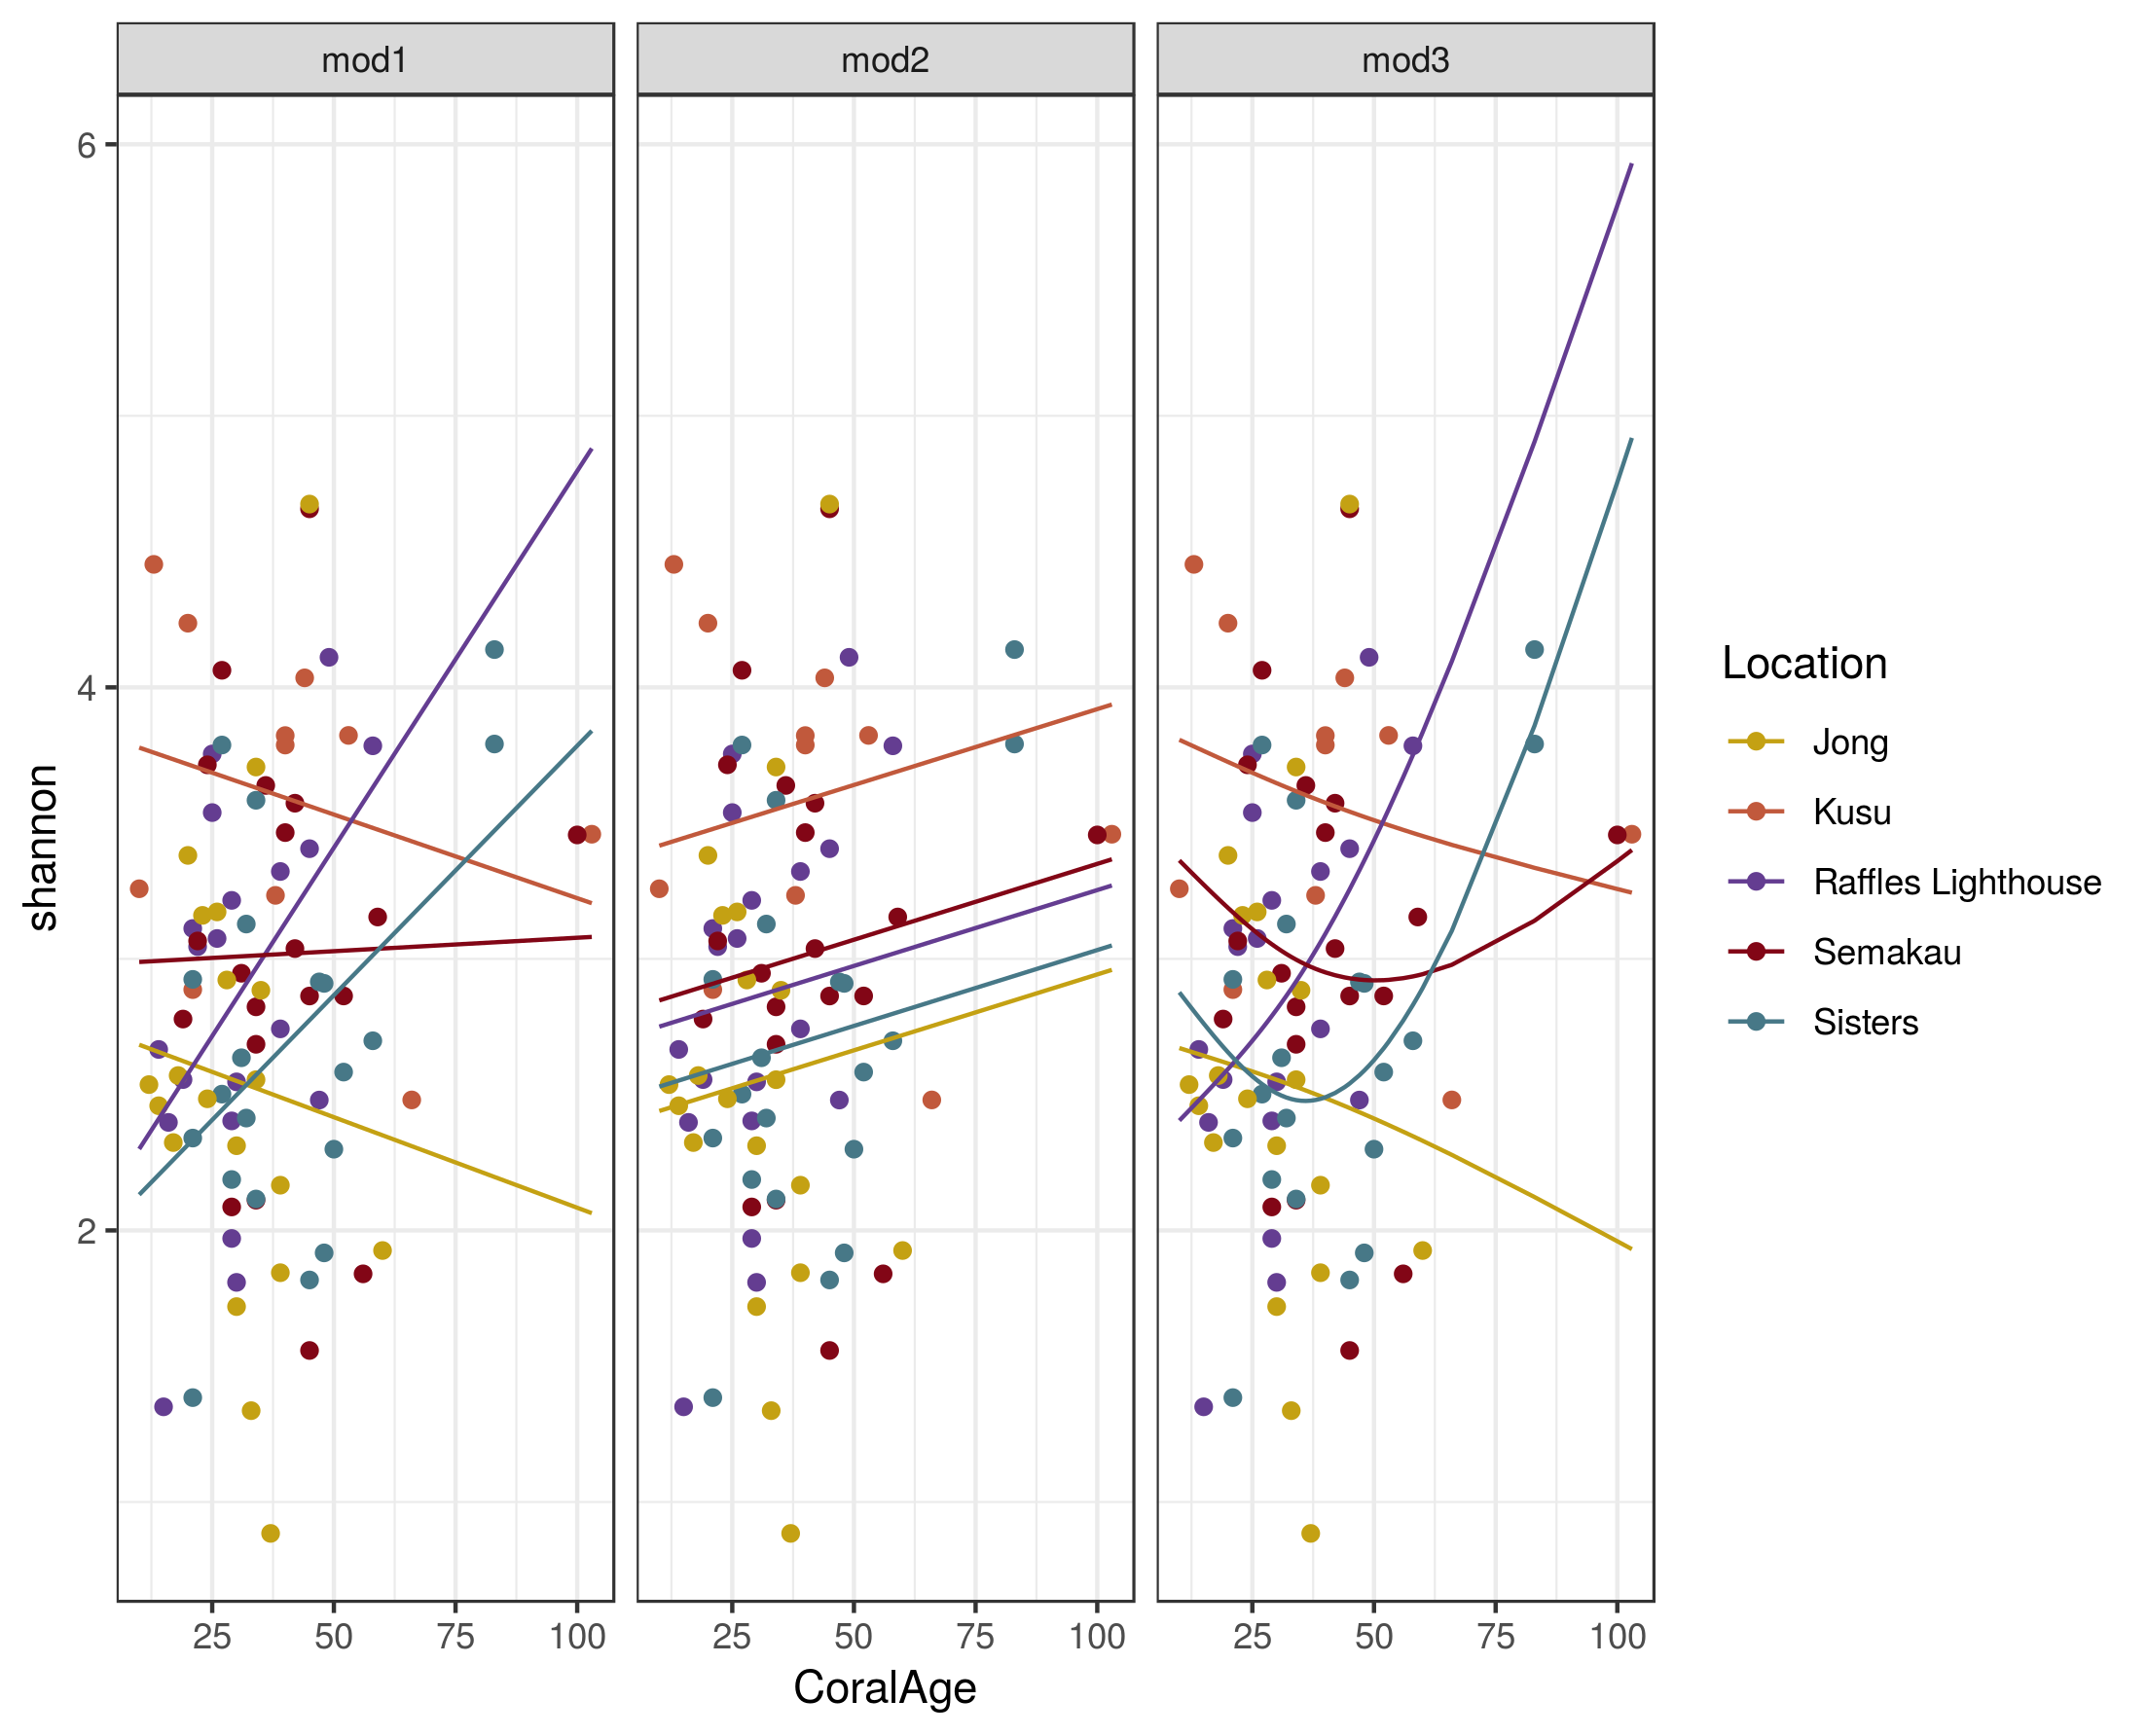 mod1 mod2 mod3
6
4
2
shannon
25 50 75 100 25 50 75 100 25 50 75 100
CoralAge
Location
Jong
Kusu
Raffles Lighthouse
Semakau
Sisters